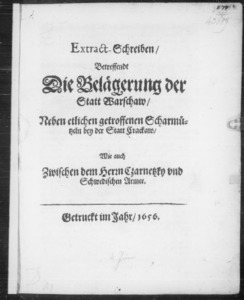 Extract-Schreiben/
Betreffendt
Die Belägerung der
Statt Warschaw/
Neben etlichen getroffenen Scharmü-
tzeln bey der Statt Crackaw/
Wie auch
Zwischen dem Herrn Czarnetzky vnd
Schwedischen Armee.
Getruckt im Jahr/ 1656.